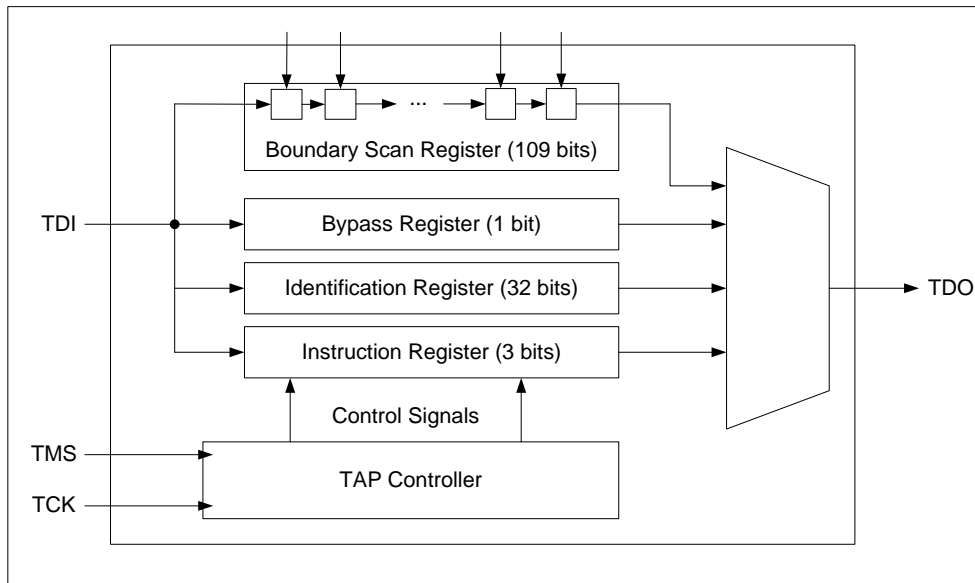 ...
Boundary Scan Register (109 bits)
TDI
Bypass Register (1 bit)
Identification Register (32 bits)
TDO
Instruction Register (3 bits)
Control Signals
TMS
TAP Controller
TCK